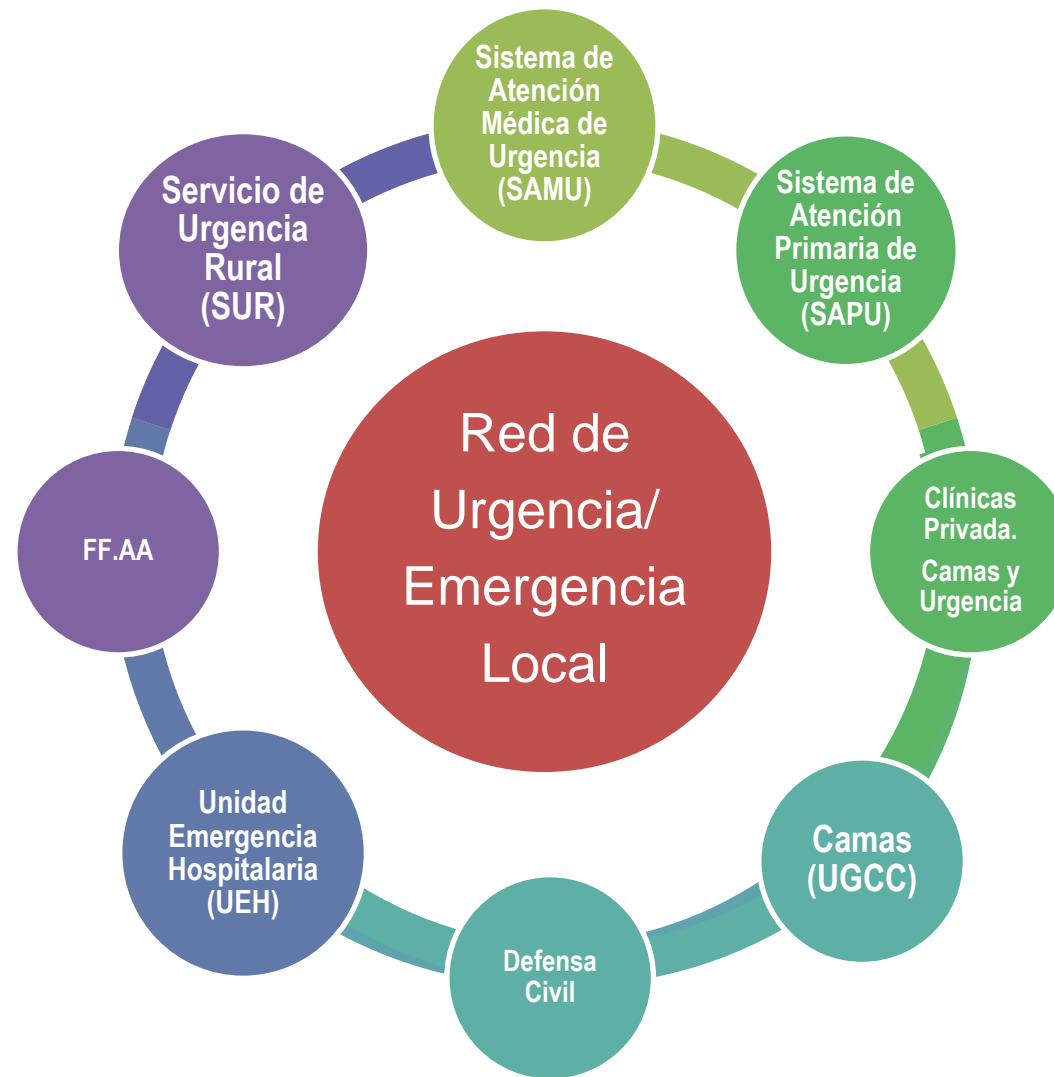 Sistema de
Atención
Médica de
Urgencia
(SAMU)
Sistema de
Atención
Primaria de
Urgencia
(SAPU)
Clínicas
Privada.
Camas y
Urgencia
Camas
(UGCC)
Defensa
Civil
Unidad
Emergencia
Hospitalaria
(UEH)
FF.AA
Servicio de
Urgencia
Rural
(SUR)
Red de
Urgencia/
Emergencia
Local